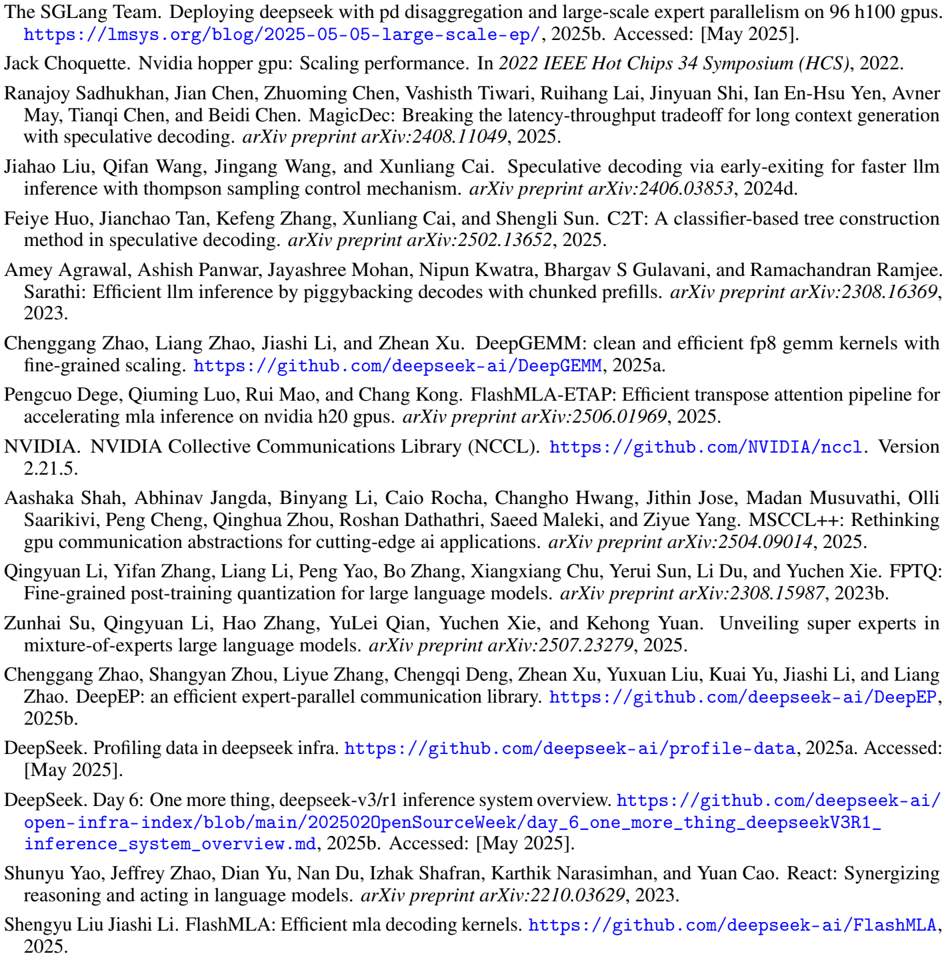 The SGLang Team. Deploying deepseek with pd disaggregation and large-scale expert parallelism on 96 h100 gpus.
https://lmsys.org/blog/2025-05-05-large-scale-ep/, 2025b. Accessed: [May 2025].
Jack Choquette. Nvidia hopper gpu: Scaling performance. In 2022 IEEE Hot Chips 34 Symposium (HCS), 2022.
Ranajoy Sadhukhan, Jian Chen, Zhuoming Chen, Vashisth Tiwari, Ruihang Lai, Jinyuan Shi, Ian En-Hsu Yen, Avner
May, Tianqi Chen, and Beidi Chen. MagicDec: Breaking the latency-throughput tradeoff for long context generation
with speculative decoding. arXiv preprint arXiv:2408.11049, 2025.
Jiahao Liu, Qifan Wang, Jingang Wang, and Xunliang Cai. Speculative decoding via early-exiting for faster llm
inference with thompson sampling control mechanism. arXiv preprint arXiv:2406.03853, 2024d.
Feiye Huo, Jianchao Tan, Kefeng Zhang, Xunliang Cai, and Shengli Sun. C2T: A classifier-based tree construction
method in speculative decoding. arXiv preprint arXiv:2502.13652, 2025.
Amey Agrawal, Ashish Panwar, Jayashree Mohan, Nipun Kwatra, Bhargav S Gulavani, and Ramachandran Ramjee.
Sarathi: Efficient llm inference by piggybacking decodes with chunked prefills. arXiv preprint arXiv:2308.16369,
2023.
Chenggang Zhao, Liang Zhao, Jiashi Li, and Zhean Xu. DeepGEMM: clean and efficient fp8 gemm kernels with
fine-grained scaling. https://github.com/deepseek-ai/DeepGEMM, 2025a.
Pengcuo Dege, Qiuming Luo, Rui Mao, and Chang Kong. FlashMLA-ETAP: Efficient transpose attention pipeline for
accelerating mla inference on nvidia h20 gpus. arXiv preprint arXiv:2506.01969, 2025.
NVIDIA. NVIDIA Collective Communications Library (NCCL). https://github.com/NVIDIA/nccl. Version
2.21.5.
Aashaka Shah, Abhinav Jangda, Binyang Li, Caio Rocha, Changho Hwang, Jithin Jose, Madan Musuvathi, Olli
Saarikivi, Peng Cheng, Qinghua Zhou, Roshan Dathathri, Saeed Maleki, and Ziyue Yang. MSCCL++: Rethinking
gpu communication abstractions for cutting-edge ai applications. arXiv preprint arXiv:2504.09014, 2025.
Qingyuan Li, Yifan Zhang, Liang Li, Peng Yao, Bo Zhang, Xiangxiang Chu, Yerui Sun, Li Du, and Yuchen Xie. FPTQ:
Fine-grained post-training quantization for large language models. arXiv preprint arXiv:2308.15987, 2023b.
Zunhai Su, Qingyuan Li, Hao Zhang, YuLei Qian, Yuchen Xie, and Kehong Yuan. Unveiling super experts in
mixture-of-experts large language models. arXiv preprint arXiv:2507.23279, 2025.
Chenggang Zhao, Shangyan Zhou, Liyue Zhang, Chengqi Deng, Zhean Xu, Yuxuan Liu, Kuai Yu, Jiashi Li, and Liang
Zhao. DeepEP: an efficient expert-parallel communication library. https://github.com/deepseek-ai/DeepEP,
2025b.
DeepSeek. Profiling data in deepseek infra. https://github.com/deepseek-ai/profile-data, 2025a. Accessed:
[May 2025].
DeepSeek. Day 6: One more thing, deepseek-v3/r1 inference system overview. https://github.com/deepseek-ai/
open-infra-index/blob/main/202502OpenSourceWeek/day_6_one_more_thing_deepseekV3R1_
inference_system_overview.md, 2025b. Accessed: [May 2025].
Shunyu Yao, Jeffrey Zhao, Dian Yu, Nan Du, Izhak Shafran, Karthik Narasimhan, and Yuan Cao. React: Synergizing
reasoning and acting in language models. arXiv preprint arXiv:2210.03629, 2023.
Shengyu Liu Jiashi Li. FlashMLA: Efficient mla decoding kernels. https://github.com/deepseek-ai/FlashMLA,
2025.